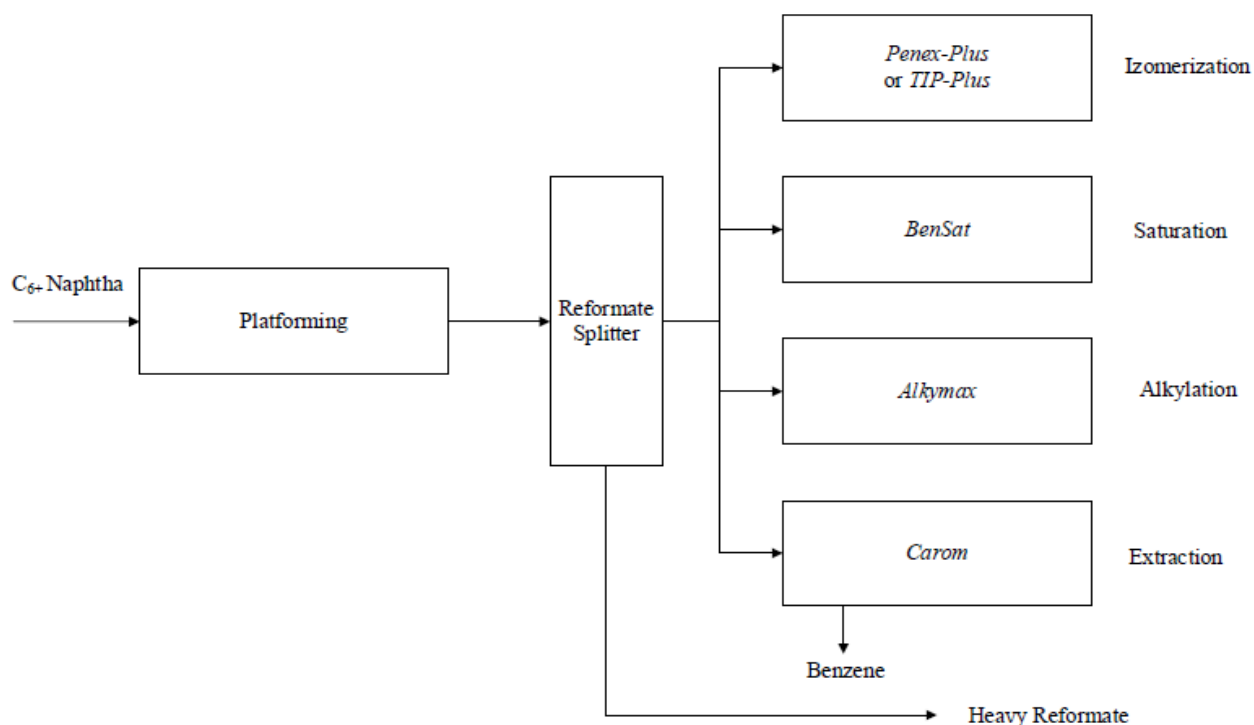 Penex-Plus
or TIP-Plus
Izomerization
BenSat
Saturation
C6+ Naphtha
Platforming
Reformate
Splitter
Alkymax
Alkylation
Carom
Extraction
Benzene
Heavy Reformate